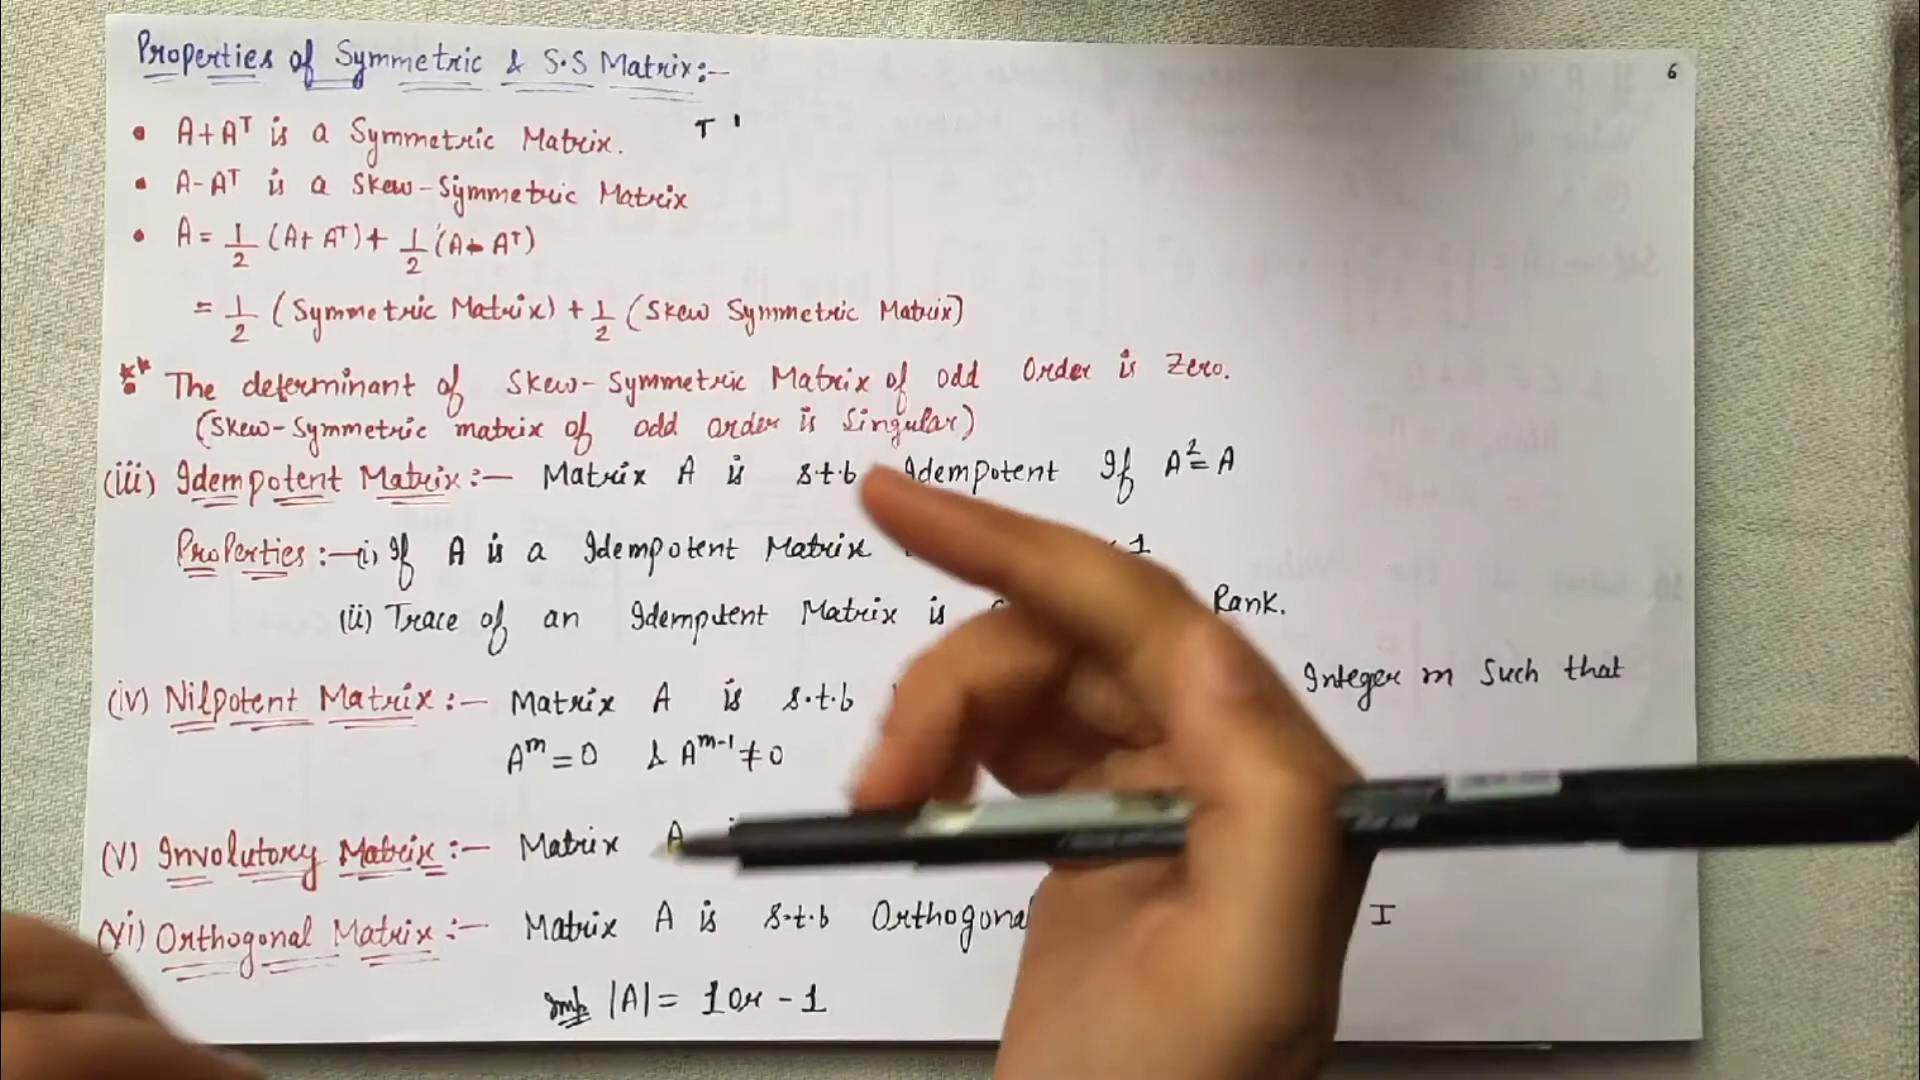 Properties of Symmetric & S.S Matrix:-
6
• A+Aᵀ is a Symmetric Matrix. T '
• A-Aᵀ is a Skew-Symmetric Matrix
• A = 1/2 (A+Aᵀ) + 1/2 (A-Aᵀ)
= 1/2 (Symmetric Matrix) + 1/2 (Skew Symmetric Matrix)
** • The determinant of Skew-Symmetric Matrix of odd Order is Zero.
(Skew-Symmetric matrix of odd order is Singular)
(iii) Idempotent Matrix:- Matrix A is s.t.b Idempotent If A²=A
Properties:-(i) If A is a Idempotent Matrix 1
(ii) Trace of an Idempotent Matrix is Rank.
(iv) Nilpotent Matrix:- Matrix A is s.t.b Integer m Such that
Aᵐ=0 & Aᵐ⁻¹≠0
(v) Involutory Matrix:- Matrix A
(vi) Orthogonal Matrix:- Matrix A is s.t.b Orthogonal I
Imp |A| = 1 or -1